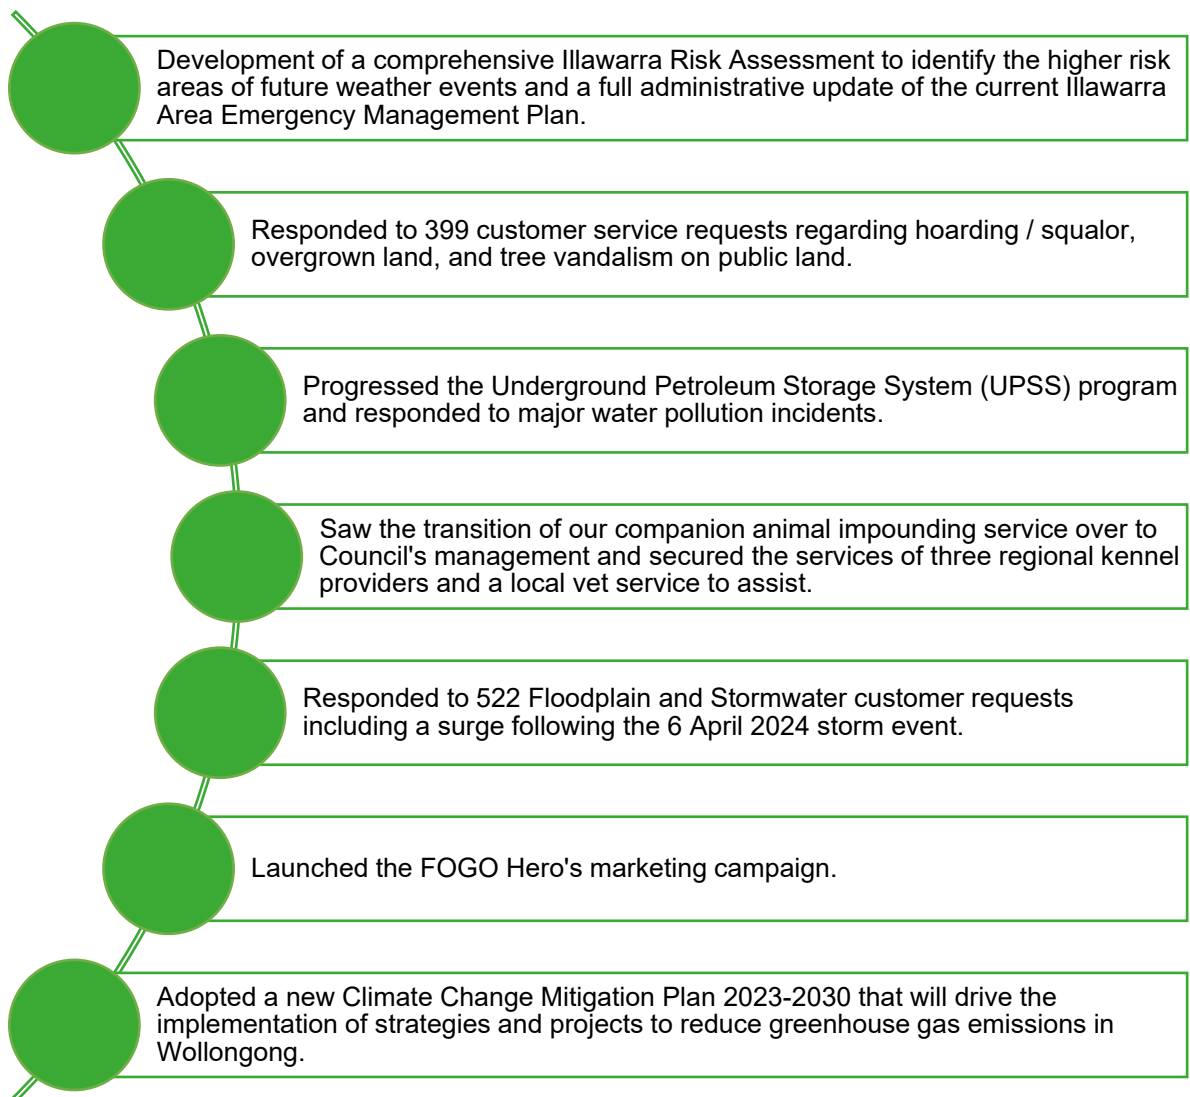 Development of a comprehensive Illawarra Risk Assessment to identify the higher risk
areas of future weather events and a full administrative update of the current Illawarra
Area Emergency Management Plan.
Responded to 399 customer service requests regarding hoarding / squalor,
overgrown land, and tree vandalism on public land.
Progressed the Underground Petroleum Storage System (UPSS) program
and responded to major water pollution incidents.
Saw the transition of our companion animal impounding service over to
Council's management and secured the services of three regional kennel
providers and a local vet service to assist.
Responded to 522 Floodplain and Stormwater customer requests
including a surge following the 6 April 2024 storm event.
Launched the FOGO Hero's marketing campaign.
Adopted a new Climate Change Mitigation Plan 2023-2030 that will drive the
implementation of strategies and projects to reduce greenhouse gas emissions in
Wollongong.